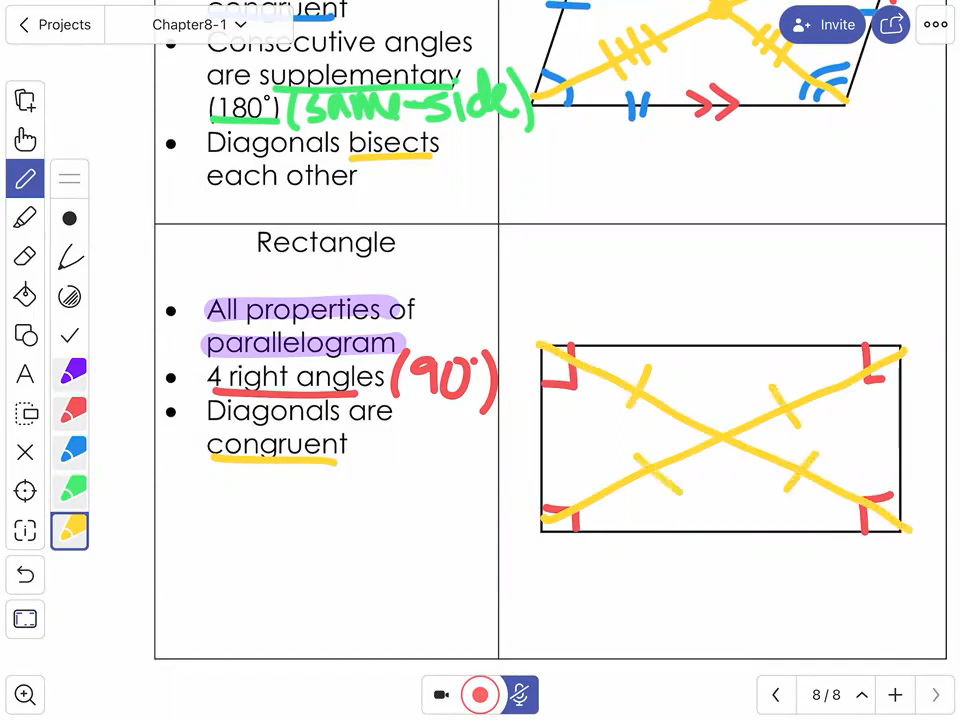 Projects
Chapter8-1
Invite
congruent
Consecutive angles
are supplementary
(180°) (same-side)
Diagonals bisects
each other
Rectangle
All properties of
parallelogram
4 right angles (90°)
Diagonals are
congruent
8/8